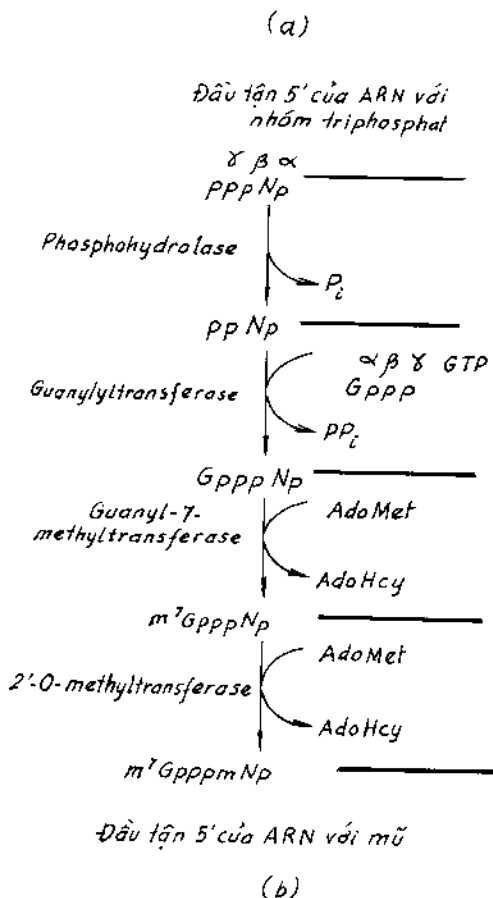 (a)
Đầu tận 5' của ARN với
nhóm triphosphat
γ β α
pppNp
Phosphohydrolase
Pi
ppNp
α β γ GTP
Gppp
Guanylyltransferase
PPi
GpppNp
Guanyl-7-
methyltransferase
AdoMet
AdoHcy
m⁷GpppNp
AdoMet
2'-O-methyltransferase
AdoHcy
m⁷GpppmNp
Đầu tận 5' của ARN với mũ
(b)